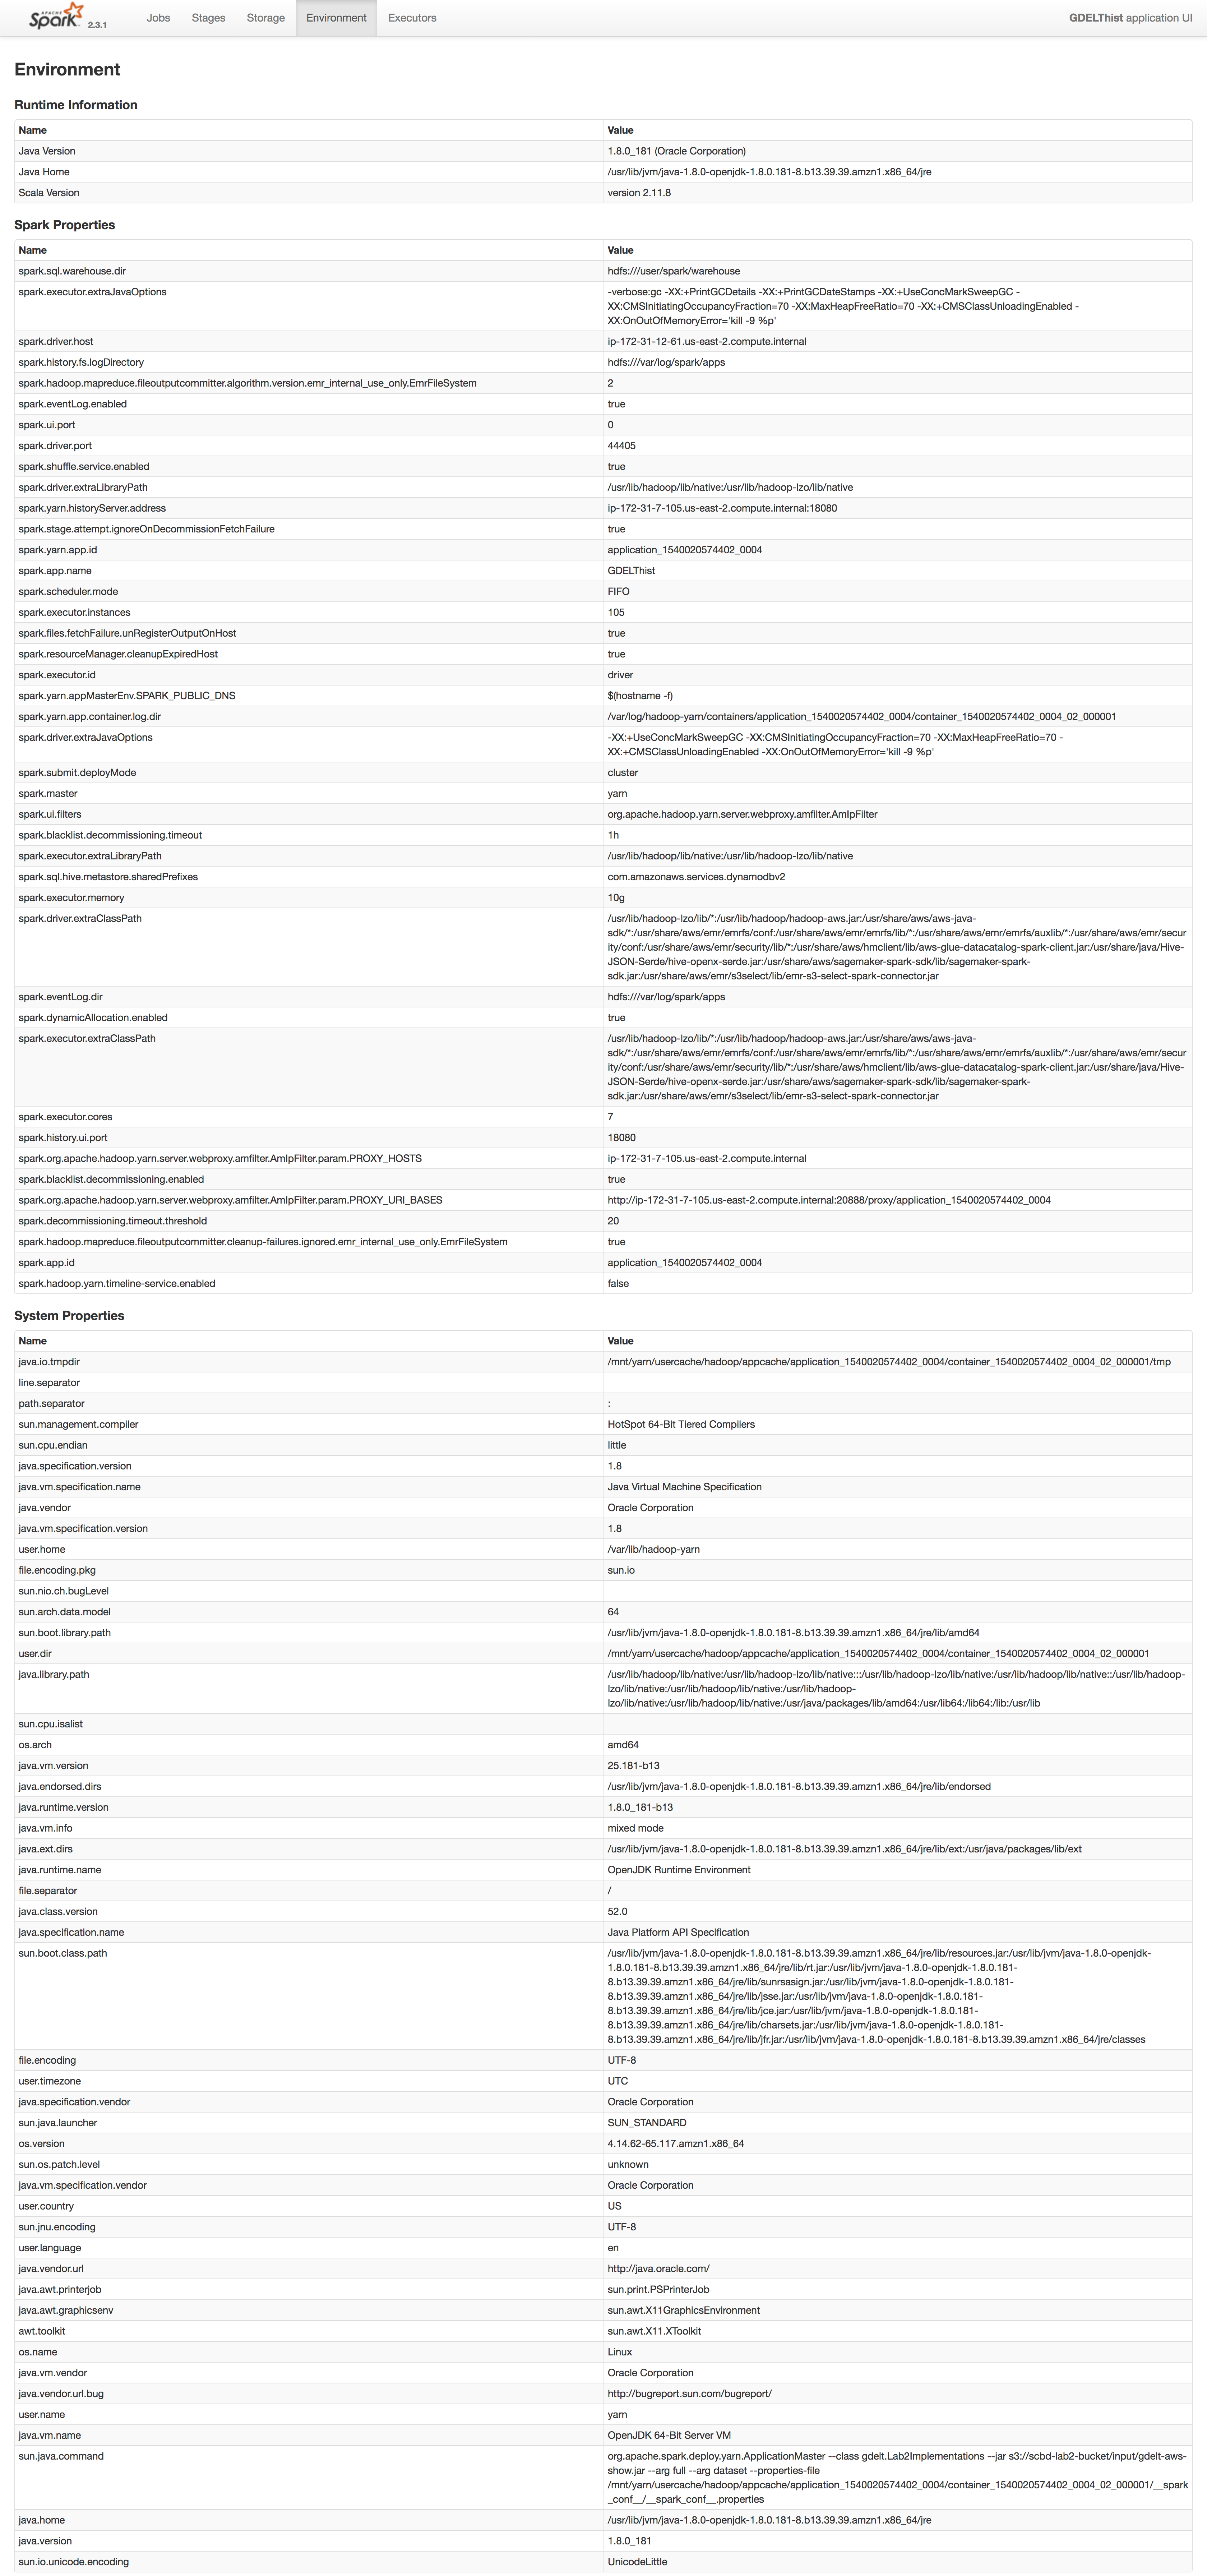 APACHE
Spark 2.3.1 Jobs Stages Storage Environment Executors GDELThist application UI
Environment
Runtime Information
Name Value
Java Version 1.8.0_181 (Oracle Corporation)
Java Home /usr/lib/jvm/java-1.8.0-openjdk-1.8.0.181-8.b13.39.39.amzn1.x86_64/jre
Scala Version version 2.11.8
Spark Properties
Name Value
spark.sql.warehouse.dir hdfs:///user/spark/warehouse
spark.executor.extraJavaOptions -verbose:gc -XX:+PrintGCDetails -XX:+PrintGCDateStamps -XX:+UseConcMarkSweepGC -
XX:CMSInitiatingOccupancyFraction=70 -XX:MaxHeapFreeRatio=70 -XX:+CMSClassUnloadingEnabled -
XX:OnOutOfMemoryError='kill -9 %p'
spark.driver.host ip-172-31-12-61.us-east-2.compute.internal
spark.history.fs.logDirectory hdfs:///var/log/spark/apps
spark.hadoop.mapreduce.fileoutputcommitter.algorithm.version.emr_internal_use_only.EmrFileSystem 2
spark.eventLog.enabled true
spark.ui.port 0
spark.driver.port 44405
spark.shuffle.service.enabled true
spark.driver.extraLibraryPath /usr/lib/hadoop/lib/native:/usr/lib/hadoop-lzo/lib/native
spark.yarn.historyServer.address ip-172-31-7-105.us-east-2.compute.internal:18080
spark.stage.attempt.ignoreOnDecommissionFetchFailure true
spark.yarn.app.id application_1540020574402_0004
spark.app.name GDELThist
spark.scheduler.mode FIFO
spark.executor.instances 105
spark.files.fetchFailure.unRegisterOutputOnHost true
spark.resourceManager.cleanupExpiredHost true
spark.executor.id driver
spark.yarn.appMasterEnv.SPARK_PUBLIC_DNS $(hostname -f)
spark.yarn.app.container.log.dir /var/log/hadoop-yarn/containers/application_1540020574402_0004/container_1540020574402_0004_02_000001
spark.driver.extraJavaOptions -XX:+UseConcMarkSweepGC -XX:CMSInitiatingOccupancyFraction=70 -XX:MaxHeapFreeRatio=70 -
XX:+CMSClassUnloadingEnabled -XX:OnOutOfMemoryError='kill -9 %p'
spark.submit.deployMode cluster
spark.master yarn
spark.ui.filters org.apache.hadoop.yarn.server.webproxy.amfilter.AmIpFilter
spark.blacklist.decommissioning.timeout 1h
spark.executor.extraLibraryPath /usr/lib/hadoop/lib/native:/usr/lib/hadoop-lzo/lib/native
spark.sql.hive.metastore.sharedPrefixes com.amazonaws.services.dynamodbv2
spark.executor.memory 10g
spark.driver.extraClassPath /usr/lib/hadoop-lzo/lib/*:/usr/lib/hadoop/hadoop-aws.jar:/usr/share/aws/aws-java-
sdk/*:/usr/share/aws/emr/emrfs/conf:/usr/share/aws/emr/emrfs/lib/*:/usr/share/aws/emr/emrfs/auxlib/*:/usr/share/aws/emr/secur
ity/conf:/usr/share/aws/emr/security/lib/*:/usr/share/aws/hmclient/lib/aws-glue-datacatalog-spark-client.jar:/usr/share/java/Hive-
JSON-Serde/hive-openx-serde.jar:/usr/share/aws/sagemaker-spark-sdk/lib/sagemaker-spark-
sdk.jar:/usr/share/aws/emr/s3select/lib/emr-s3-select-spark-connector.jar
spark.eventLog.dir hdfs:///var/log/spark/apps
spark.dynamicAllocation.enabled true
spark.executor.extraClassPath /usr/lib/hadoop-lzo/lib/*:/usr/lib/hadoop/hadoop-aws.jar:/usr/share/aws/aws-java-
sdk/*:/usr/share/aws/emr/emrfs/conf:/usr/share/aws/emr/emrfs/lib/*:/usr/share/aws/emr/emrfs/auxlib/*:/usr/share/aws/emr/secur
ity/conf:/usr/share/aws/emr/security/lib/*:/usr/share/aws/hmclient/lib/aws-glue-datacatalog-spark-client.jar:/usr/share/java/Hive-
JSON-Serde/hive-openx-serde.jar:/usr/share/aws/sagemaker-spark-sdk/lib/sagemaker-spark-
sdk.jar:/usr/share/aws/emr/s3select/lib/emr-s3-select-spark-connector.jar
spark.executor.cores 7
spark.history.ui.port 18080
spark.org.apache.hadoop.yarn.server.webproxy.amfilter.AmIpFilter.param.PROXY_HOSTS ip-172-31-7-105.us-east-2.compute.internal
spark.blacklist.decommissioning.enabled true
spark.org.apache.hadoop.yarn.server.webproxy.amfilter.AmIpFilter.param.PROXY_URI_BASES http://ip-172-31-7-105.us-east-2.compute.internal:20888/proxy/application_1540020574402_0004
spark.decommissioning.timeout.threshold 20
spark.hadoop.mapreduce.fileoutputcommitter.cleanup-failures.ignored.emr_internal_use_only.EmrFileSystem true
spark.app.id application_1540020574402_0004
spark.hadoop.yarn.timeline-service.enabled false
System Properties
Name Value
java.io.tmpdir /mnt/yarn/usercache/hadoop/appcache/application_1540020574402_0004/container_1540020574402_0004_02_000001/tmp
line.separator
path.separator :
sun.management.compiler HotSpot 64-Bit Tiered Compilers
sun.cpu.endian little
java.specification.version 1.8
java.vm.specification.name Java Virtual Machine Specification
java.vendor Oracle Corporation
java.vm.specification.version 1.8
user.home /var/lib/hadoop-yarn
file.encoding.pkg sun.io
sun.nio.ch.bugLevel
sun.arch.data.model 64
sun.boot.library.path /usr/lib/jvm/java-1.8.0-openjdk-1.8.0.181-8.b13.39.39.amzn1.x86_64/jre/lib/amd64
user.dir /mnt/yarn/usercache/hadoop/appcache/application_1540020574402_0004/container_1540020574402_0004_02_000001
java.library.path /usr/lib/hadoop/lib/native:/usr/lib/hadoop-lzo/lib/native:::/usr/lib/hadoop-lzo/lib/native:/usr/lib/hadoop/lib/native::/usr/lib/hadoop-
lzo/lib/native:/usr/lib/hadoop/lib/native:/usr/lib/hadoop-
lzo/lib/native:/usr/lib/hadoop/lib/native:/usr/java/packages/lib/amd64:/usr/lib64:/lib64:/lib:/usr/lib
sun.cpu.isalist
os.arch amd64
java.vm.version 25.181-b13
java.endorsed.dirs /usr/lib/jvm/java-1.8.0-openjdk-1.8.0.181-8.b13.39.39.amzn1.x86_64/jre/lib/endorsed
java.runtime.version 1.8.0_181-b13
java.vm.info mixed mode
java.ext.dirs /usr/lib/jvm/java-1.8.0-openjdk-1.8.0.181-8.b13.39.39.amzn1.x86_64/jre/lib/ext:/usr/java/packages/lib/ext
java.runtime.name OpenJDK Runtime Environment
file.separator /
java.class.version 52.0
java.specification.name Java Platform API Specification
sun.boot.class.path /usr/lib/jvm/java-1.8.0-openjdk-1.8.0.181-8.b13.39.39.amzn1.x86_64/jre/lib/resources.jar:/usr/lib/jvm/java-1.8.0-openjdk-
1.8.0.181-8.b13.39.39.amzn1.x86_64/jre/lib/rt.jar:/usr/lib/jvm/java-1.8.0-openjdk-1.8.0.181-
8.b13.39.39.amzn1.x86_64/jre/lib/sunrsasign.jar:/usr/lib/jvm/java-1.8.0-openjdk-1.8.0.181-
8.b13.39.39.amzn1.x86_64/jre/lib/jsse.jar:/usr/lib/jvm/java-1.8.0-openjdk-1.8.0.181-
8.b13.39.39.amzn1.x86_64/jre/lib/jce.jar:/usr/lib/jvm/java-1.8.0-openjdk-1.8.0.181-
8.b13.39.39.amzn1.x86_64/jre/lib/charsets.jar:/usr/lib/jvm/java-1.8.0-openjdk-1.8.0.181-
8.b13.39.39.amzn1.x86_64/jre/lib/jfr.jar:/usr/lib/jvm/java-1.8.0-openjdk-1.8.0.181-8.b13.39.39.amzn1.x86_64/jre/classes
file.encoding UTF-8
user.timezone UTC
java.specification.vendor Oracle Corporation
sun.java.launcher SUN_STANDARD
os.version 4.14.62-65.117.amzn1.x86_64
sun.os.patch.level unknown
java.vm.specification.vendor Oracle Corporation
user.country US
sun.jnu.encoding UTF-8
user.language en
java.vendor.url http://java.oracle.com/
java.awt.printerjob sun.print.PSPrinterJob
java.awt.graphicsenv sun.awt.X11GraphicsEnvironment
awt.toolkit sun.awt.X11.XToolkit
os.name Linux
java.vm.vendor Oracle Corporation
java.vendor.url.bug http://bugreport.sun.com/bugreport/
user.name yarn
java.vm.name OpenJDK 64-Bit Server VM
sun.java.command org.apache.spark.deploy.yarn.ApplicationMaster --class gdelt.Lab2Implementations --jar s3://scbd-lab2-bucket/input/gdelt-aws-
show.jar --arg full --arg dataset --properties-file
/mnt/yarn/usercache/hadoop/appcache/application_1540020574402_0004/container_1540020574402_0004_02_000001/__spark
_conf__/__spark_conf__.properties
java.home /usr/lib/jvm/java-1.8.0-openjdk-1.8.0.181-8.b13.39.39.amzn1.x86_64/jre
java.version 1.8.0_181
sun.io.unicode.encoding UnicodeLittle